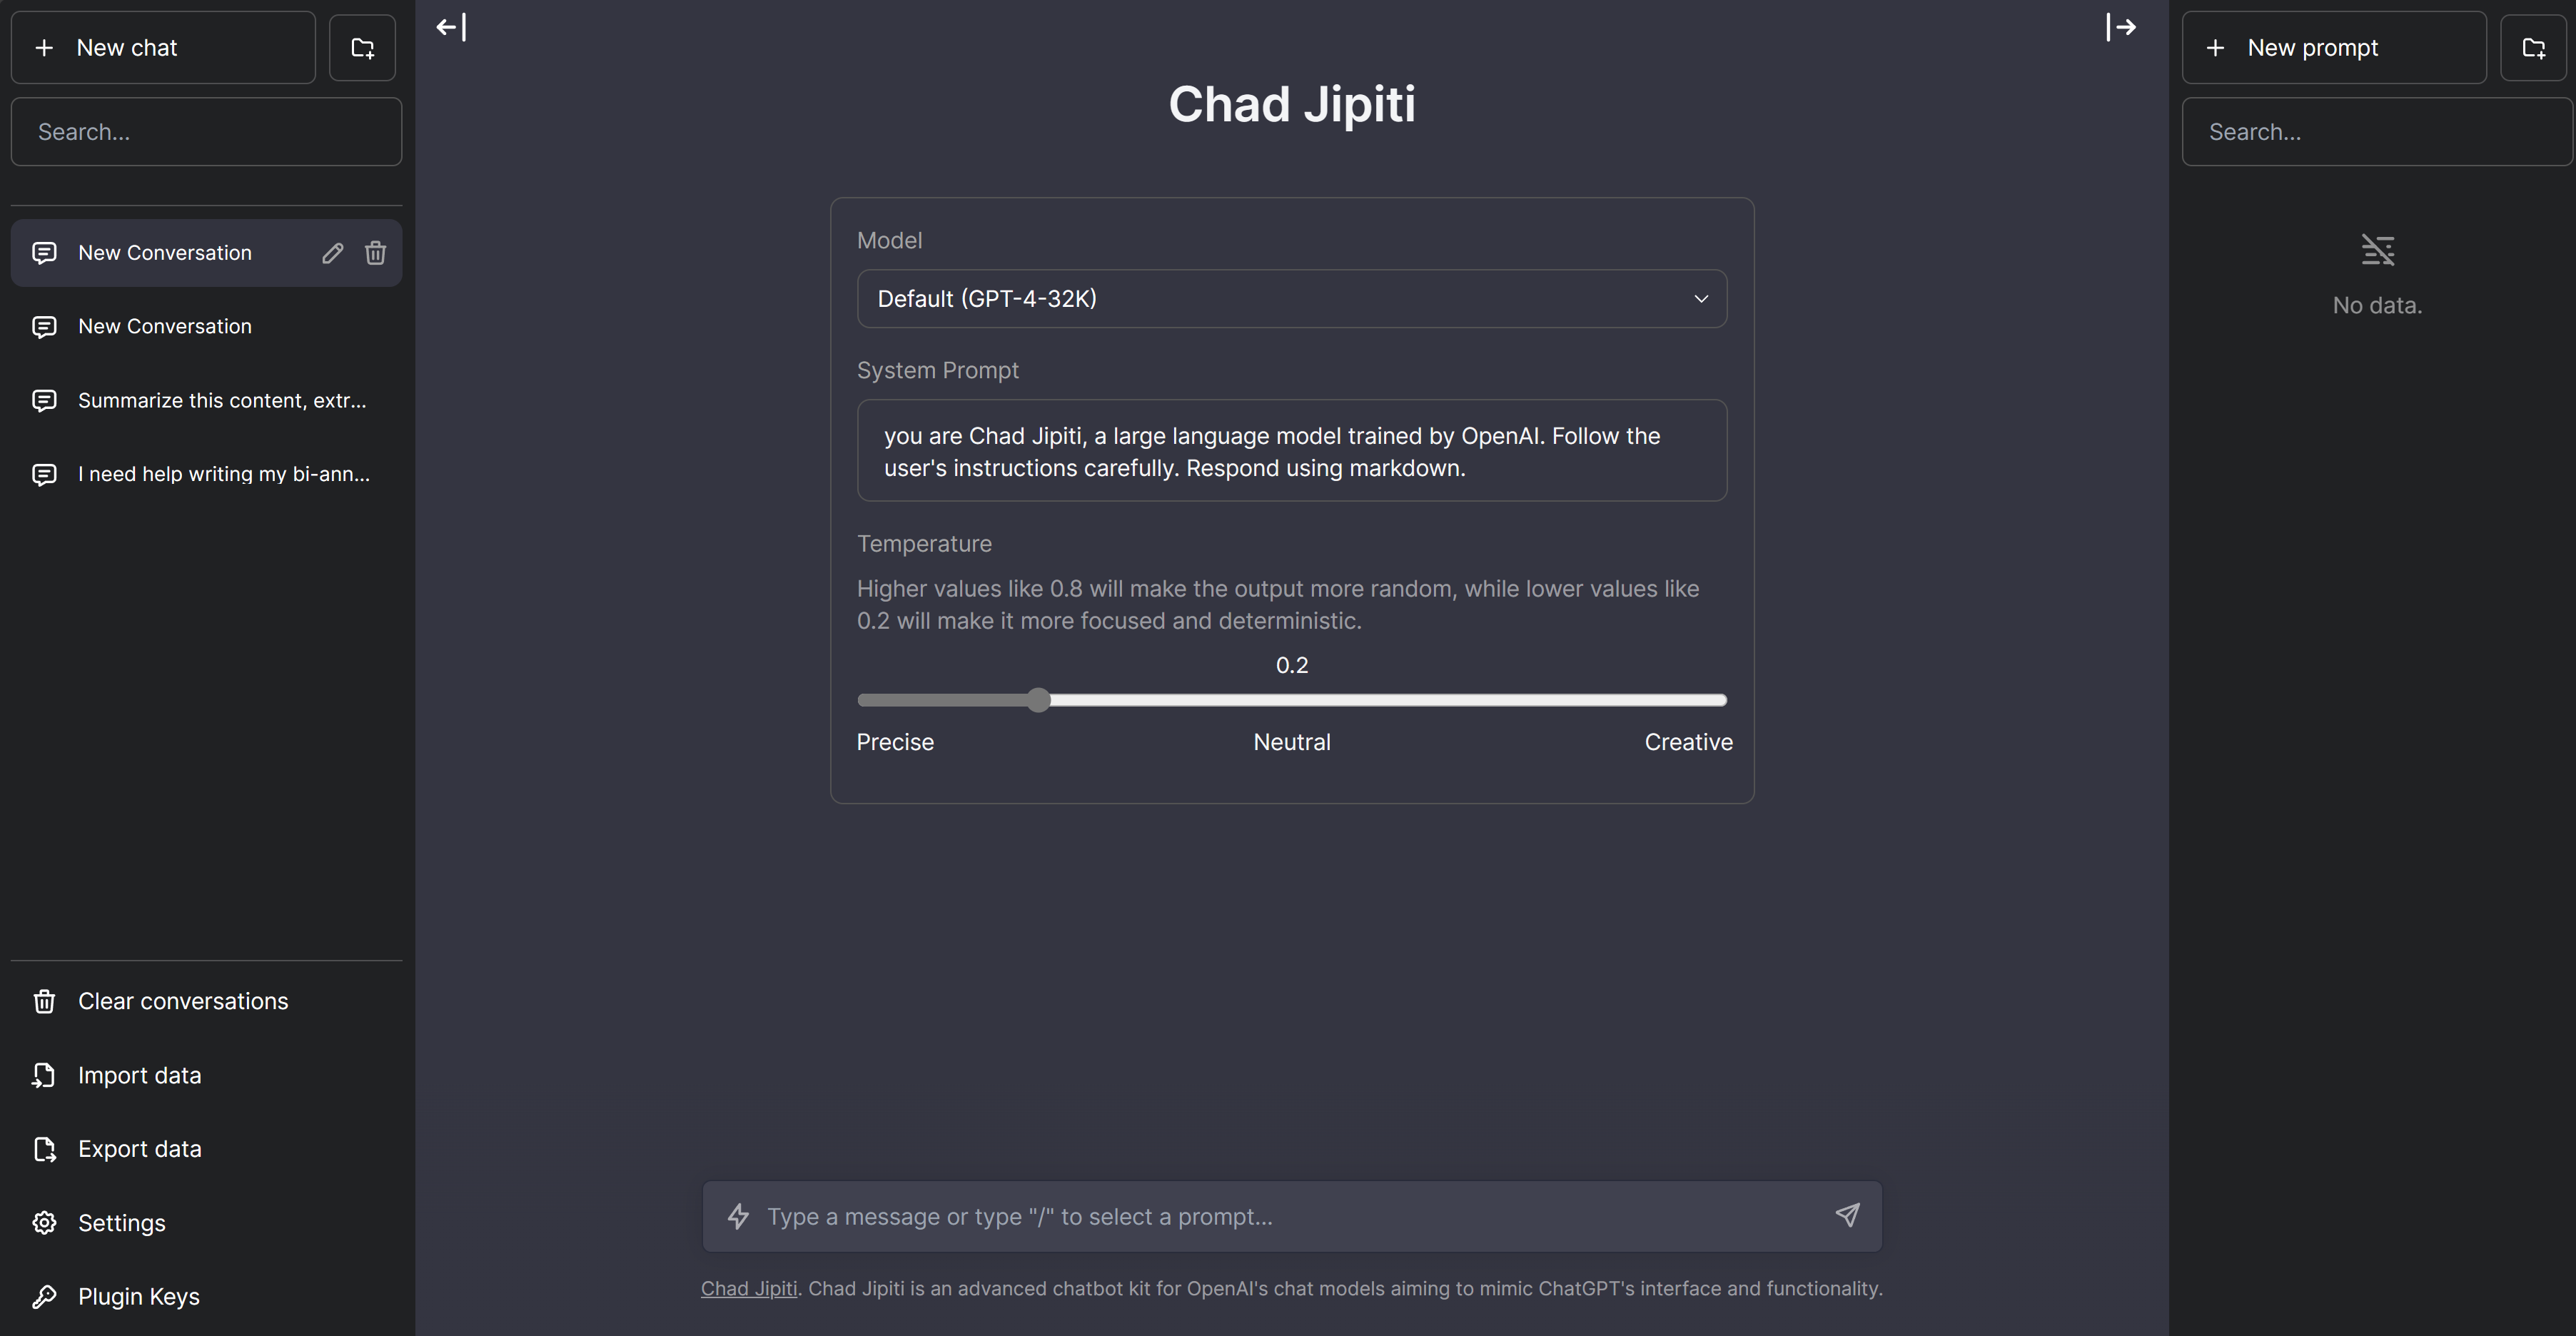 New chat
Search...
New Conversation
New Conversation
Summarize this content, extr...
I need help writing my bi-ann...
Clear conversations
Import data
Export data
Settings
Plugin Keys
Chad Jipiti
Model
Default (GPT-4-32K)
System Prompt
you are Chad Jipiti, a large language model trained by OpenAI. Follow the
user's instructions carefully. Respond using markdown.
Temperature
Higher values like 0.8 will make the output more random, while lower values like
0.2 will make it more focused and deterministic.
0.2
Precise Neutral Creative
Type a message or type "/" to select a prompt...
Chad Jipiti. Chad Jipiti is an advanced chatbot kit for OpenAI's chat models aiming to mimic ChatGPT's interface and functionality.
New prompt
Search...
No data.